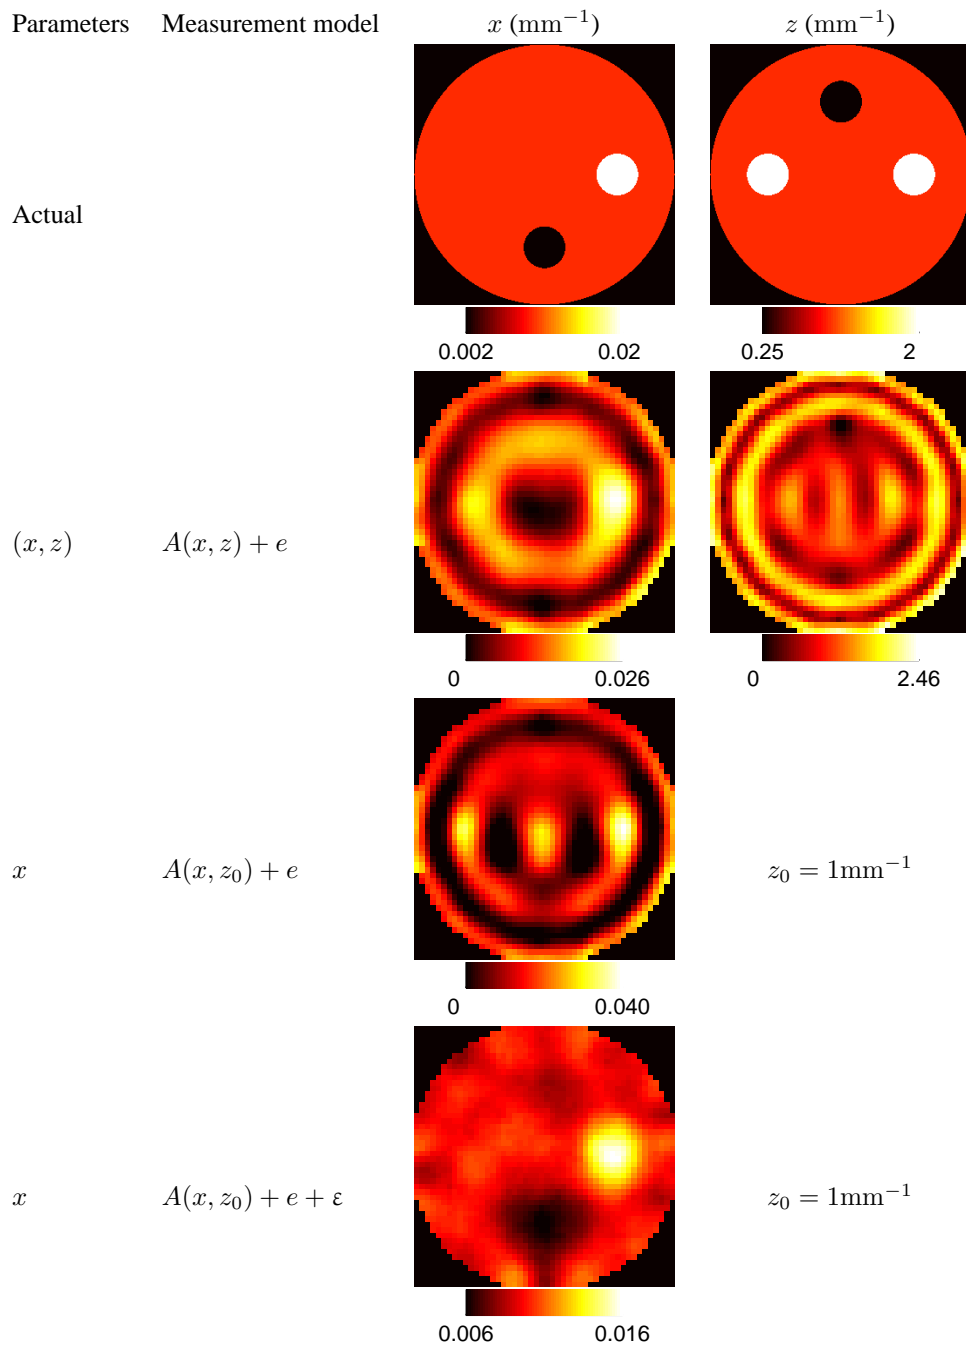 Parameters Measurement model x (mm⁻¹) z (mm⁻¹)
Actual
0.002 0.02 0.25 2
(x, z) A(x, z) + e
0 0.026 0 2.46
x A(x, z₀) + e z₀ = 1mm⁻¹
0 0.040
x A(x, z₀) + e + ε z₀ = 1mm⁻¹
0.006 0.016